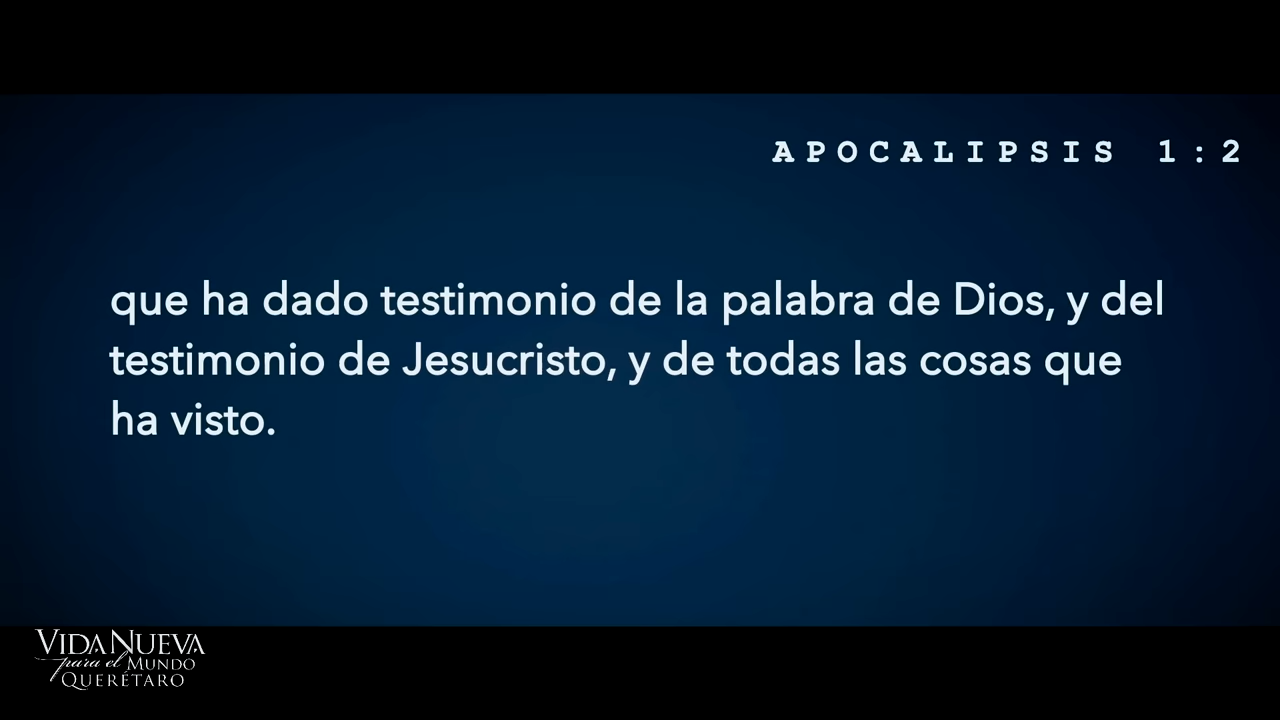 APOCALIPSIS 1:2
que ha dado testimonio de la palabra de Dios, y del
testimonio de Jesucristo, y de todas las cosas que
ha visto.
VIDA NUEVA
para el MUNDO
QUERÉTARO